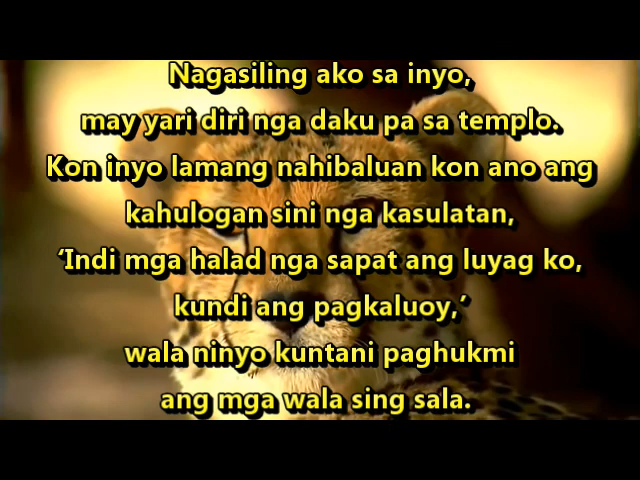 Nagasiling ako sa inyo,
may yari diri nga daku pa sa templo.
Kon inyo lamang nahibaluan kon ano ang
kahulogan sini nga kasulatan,
‘Indi mga halad nga sapat ang luyag ko,
kundi ang pagkaluoy,’
wala ninyo kuntani paghukmi
ang mga wala sing sala.